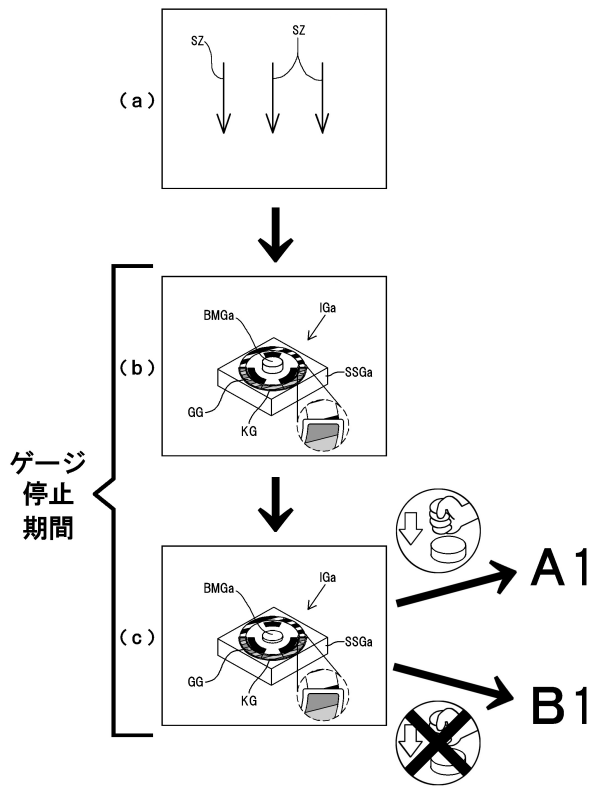 SZ
SZ
(a)
BMGa
IGa
(b)
SSGa
GG
KG
ゲージ
停止
期間
A1
BMGa
IGa
(c)
SSGa
GG
KG
B1